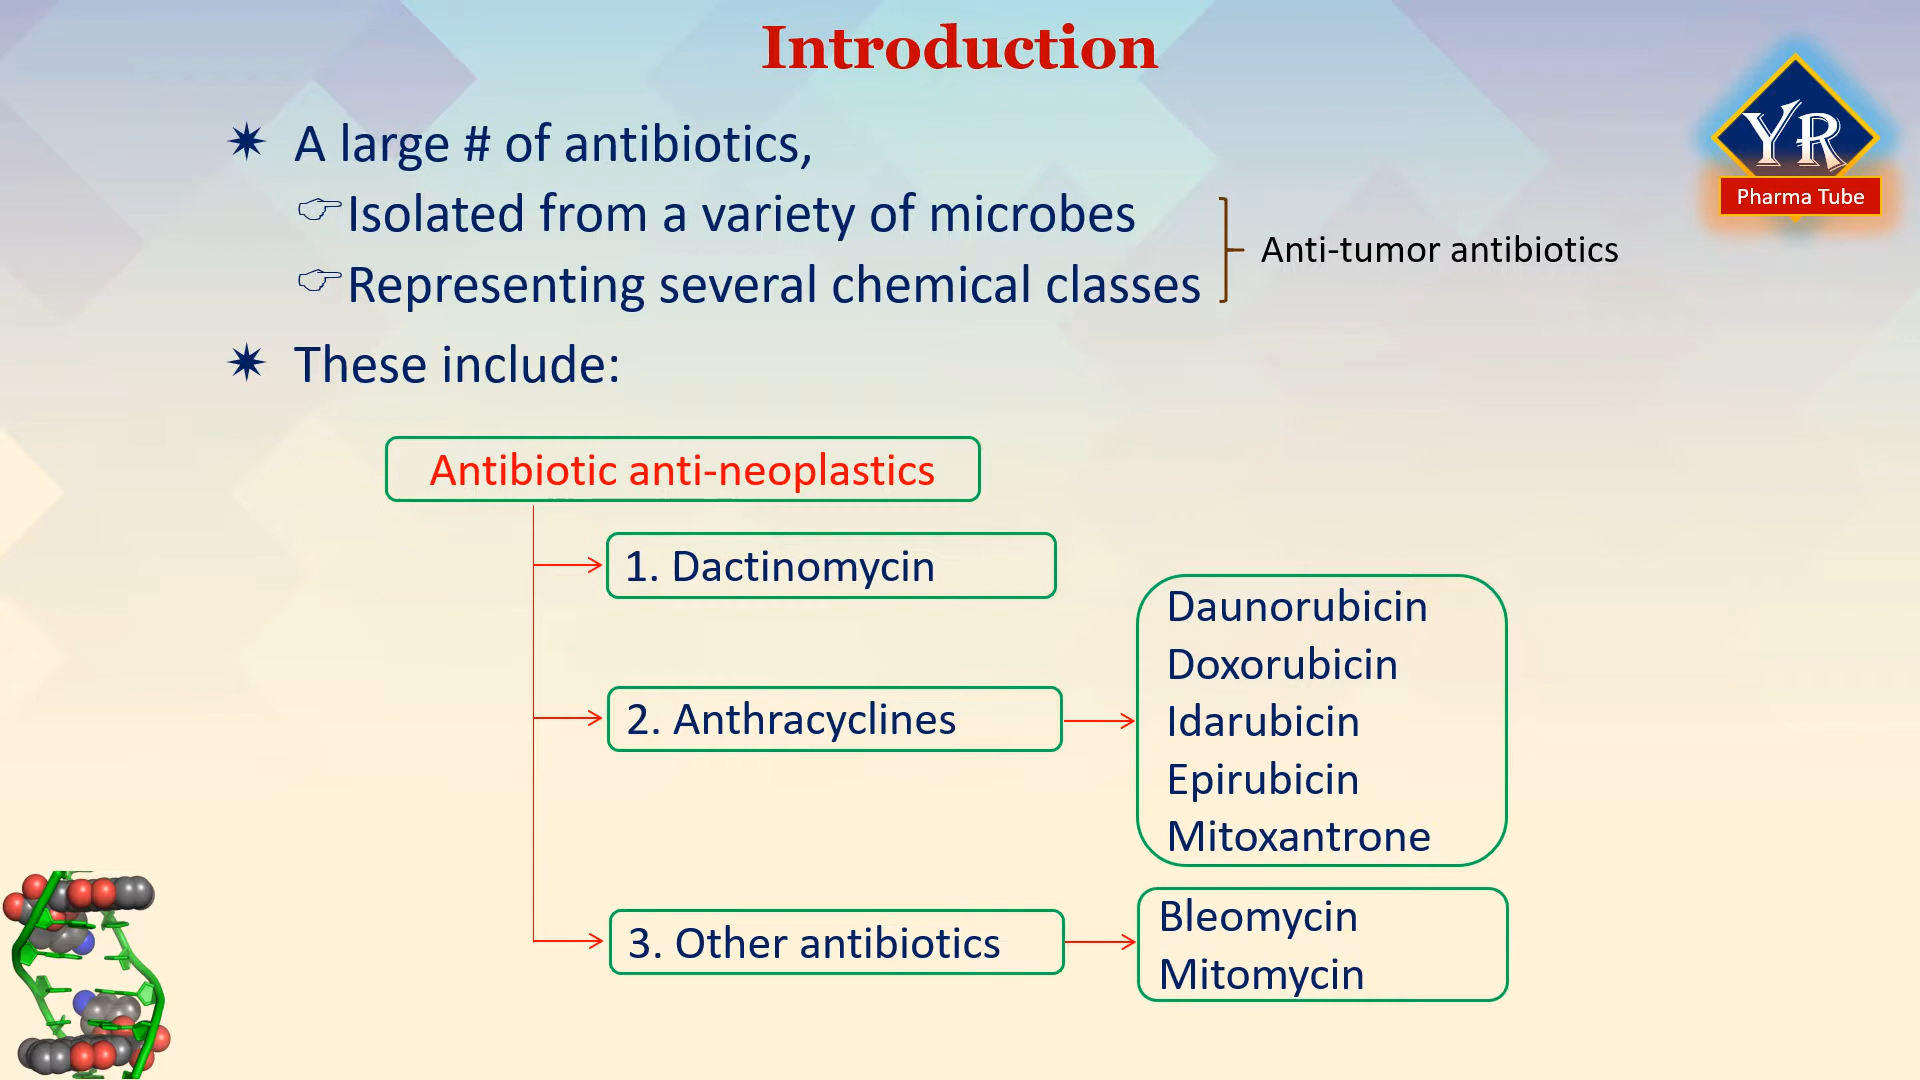 Introduction
YR
Pharma Tube
A large # of antibiotics,
Isolated from a variety of microbes
Representing several chemical classes
Anti-tumor antibiotics
These include:
Antibiotic anti-neoplastics
1. Dactinomycin
2. Anthracyclines
Daunorubicin
Doxorubicin
Idarubicin
Epirubicin
Mitoxantrone
3. Other antibiotics
Bleomycin
Mitomycin